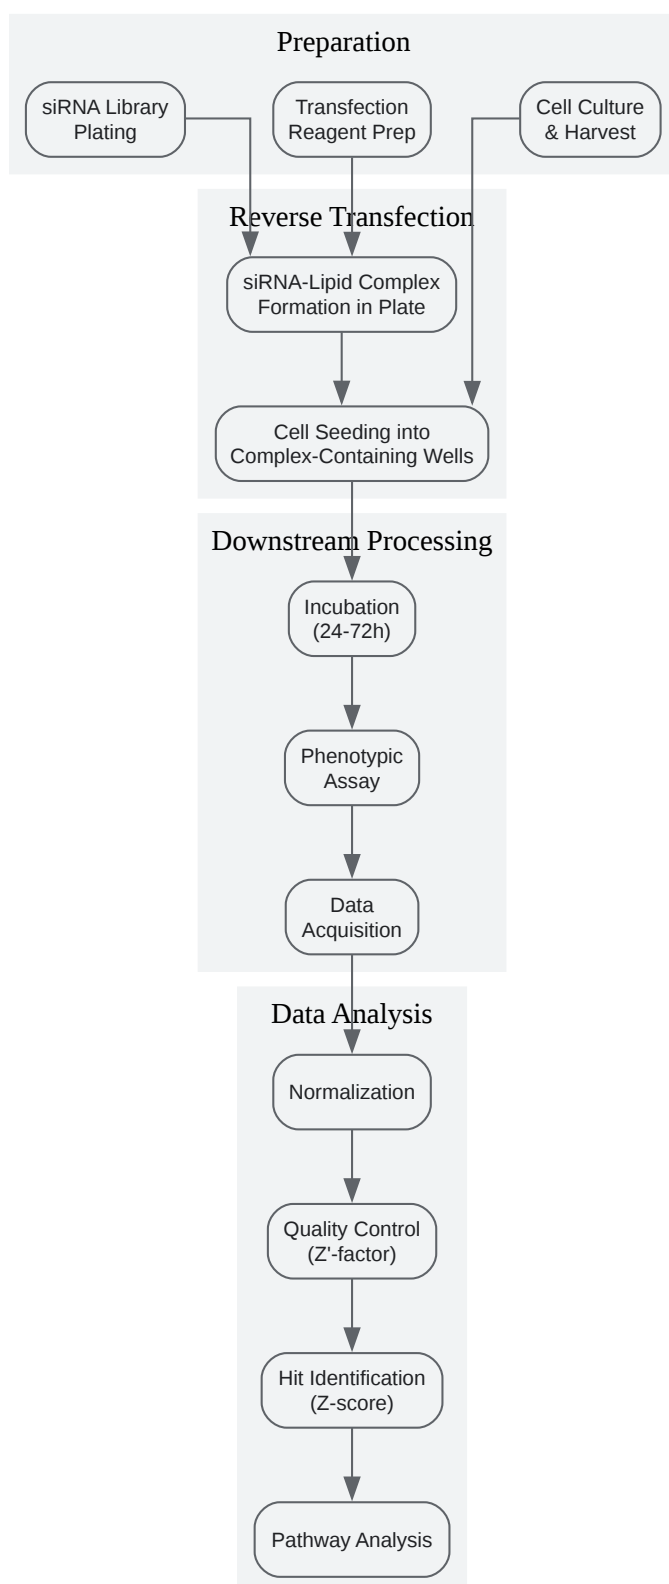 Preparation
siRNA Library
Plating
Transfection
Reagent Prep
Cell Culture
& Harvest
Reverse Transfection
siRNA-Lipid Complex
Formation in Plate
Cell Seeding into
Complex-Containing Wells
Downstream Processing
Incubation
(24-72h)
Phenotypic
Assay
Data
Acquisition
Data Analysis
Normalization
Quality Control
(Z'-factor)
Hit Identification
(Z-score)
Pathway Analysis